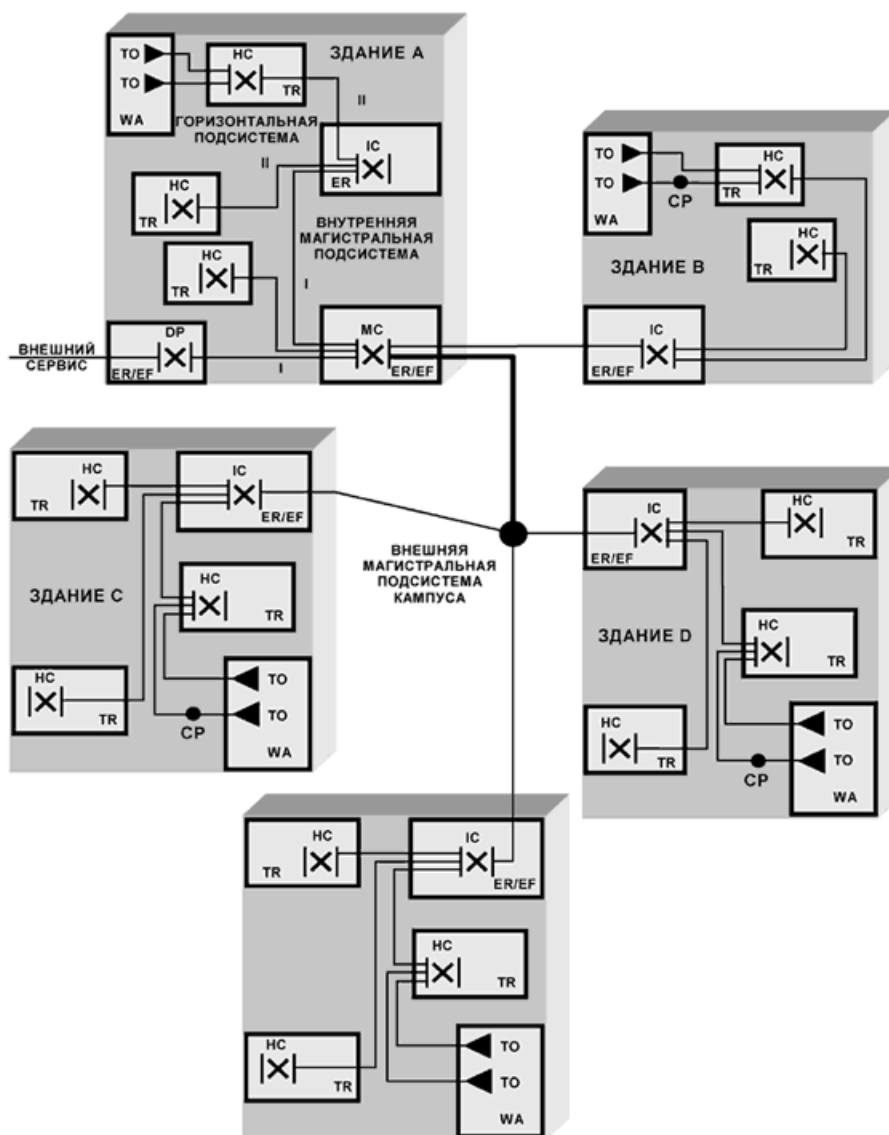 ЗДАНИЕ A
TO
TO
WA
HC
TR
II
ГОРИЗОНТАЛЬНАЯ
ПОДСИСТЕМА
II
IC
ER
HC
TR
ВНУТРЕННЯЯ
МАГИСТРАЛЬНАЯ
ПОДСИСТЕМА
HC
TR
I
ВНЕШНИЙ
СЕРВИС
DP
ER/EF
I
MC
ER/EF
TO
TO
WA
CP
HC
TR
HC
TR
ЗДАНИЕ B
IC
ER/EF
HC
TR
IC
ER/EF
ЗДАНИЕ C
HC
TR
HC
TR
TO
TO
WA
CP
ВНЕШНЯЯ
МАГИСТРАЛЬНАЯ
ПОДСИСТЕМА
КАМПУСА
IC
ER/EF
HC
TR
ЗДАНИЕ D
HC
TR
HC
TR
TO
TO
WA
CP
HC
TR
IC
ER/EF
HC
TR
HC
TR
TO
TO
WA